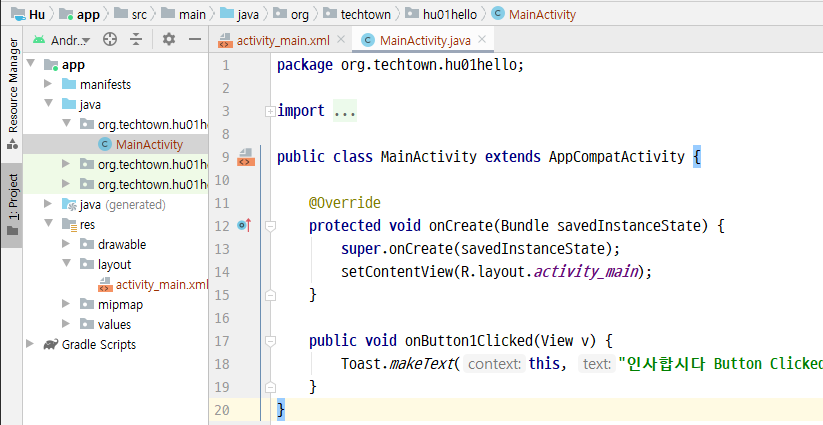 Hu app src main java org techtown hu01hello MainActivity
Andr...
activity_main.xml MainActivity.java
Resource Manager
1: Project
app
manifests
java
org.techtown.hu01h
MainActivity
org.techtown.hu01h
org.techtown.hu01h
java (generated)
res
drawable
layout
activity_main.xml
mipmap
values
Gradle Scripts
1 package org.techtown.hu01hello;
2
3 import ...
8
9 public class MainActivity extends AppCompatActivity {
10
11 @Override
12 protected void onCreate(Bundle savedInstanceState) {
13 super.onCreate(savedInstanceState);
14 setContentView(R.layout.activity_main);
15 }
16
17 public void onButton1Clicked(View v) {
18 Toast.makeText( context: this, text: "인사합시다 Button Clicked
19 }
20 }